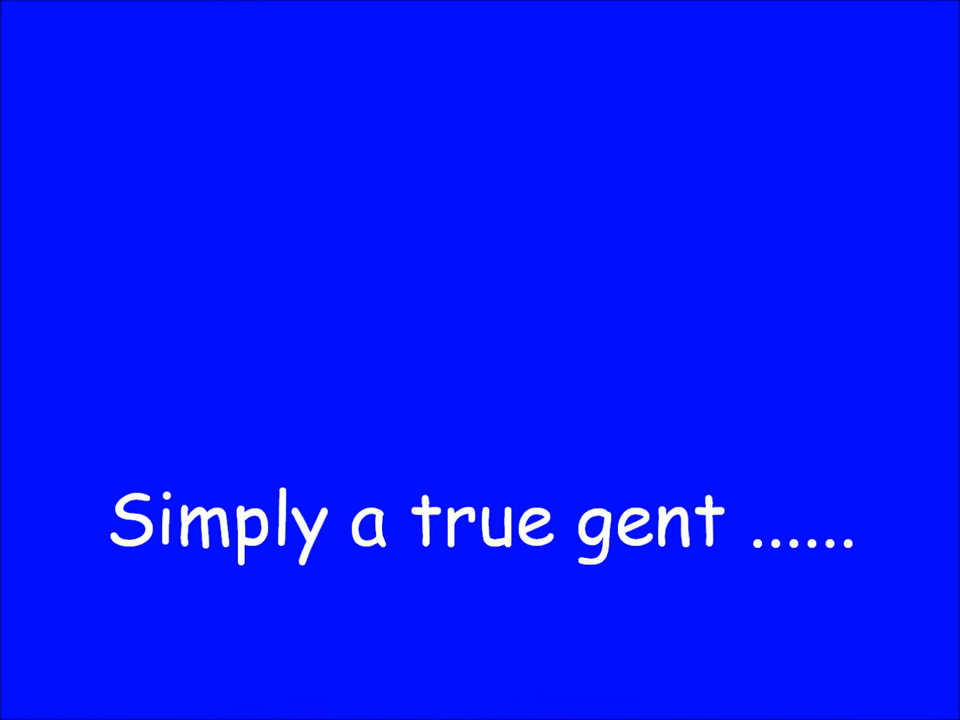 Simply a true gent ......